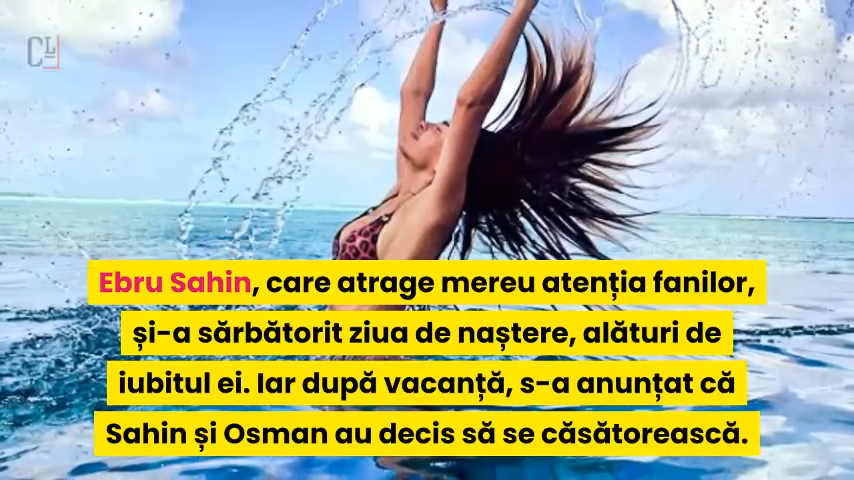 CL
Ebru Sahin, care atrage mereu atenția fanilor,
și-a sărbătorit ziua de naștere, alături de
iubitul ei. Iar după vacanță, s-a anunțat că
Sahin și Osman au decis să se căsătorească.